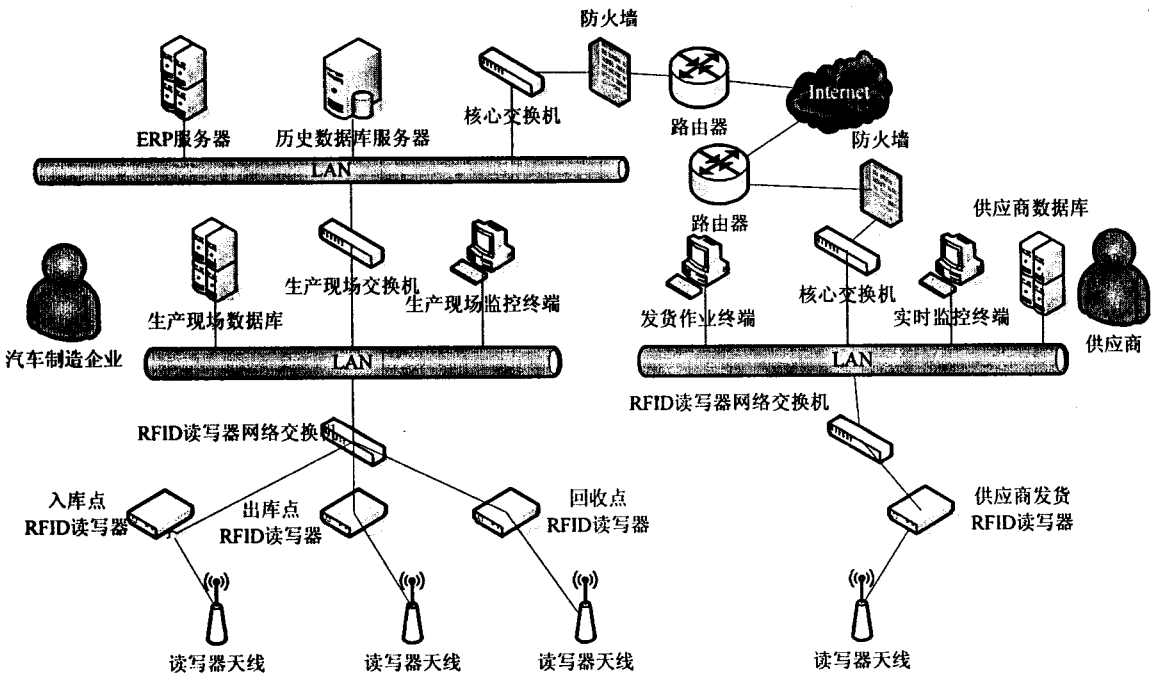 防火墙
Internet
ERP服务器
历史数据库服务器
核心交换机
路由器
防火墙
LAN
路由器
供应商数据库
生产现场交换机
生产现场监控终端
生产现场数据库
发货作业终端
核心交换机
实时监控终端
汽车制造企业
供应商
LAN
LAN
RFID读写器网络交换机
RFID读写器网络交换机
入库点
RFID读写器
出库点
RFID读写器
回收点
RFID读写器
供应商发货
RFID读写器
读写器天线
读写器天线
读写器天线
读写器天线